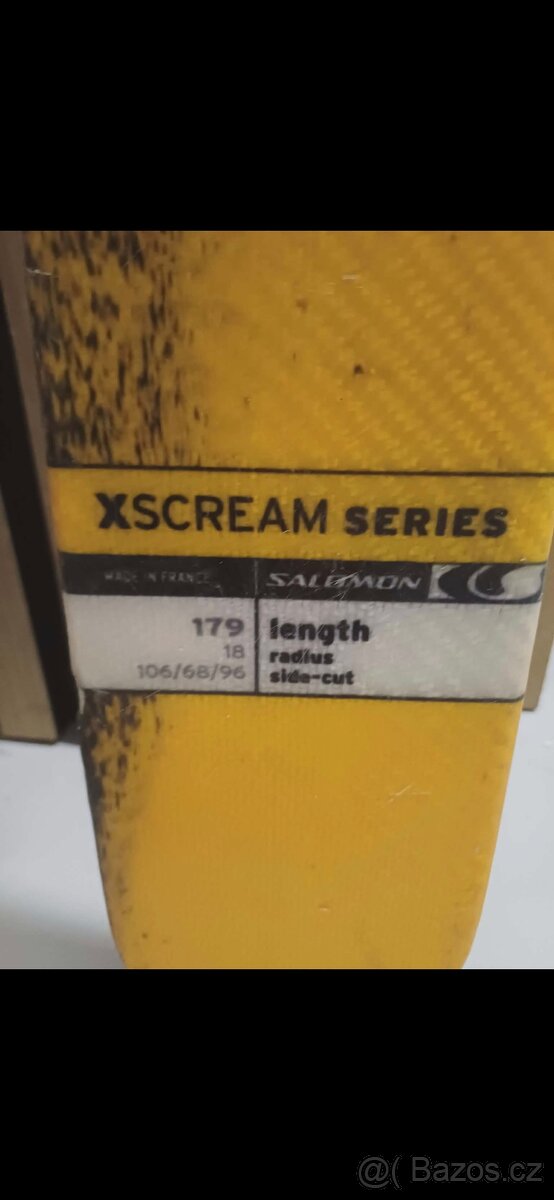 XSCREAM SERIES
MADE IN FRANCE
SALOMON
179 length
18 radius
106/68/96 side-cut
@( Bazos.cz